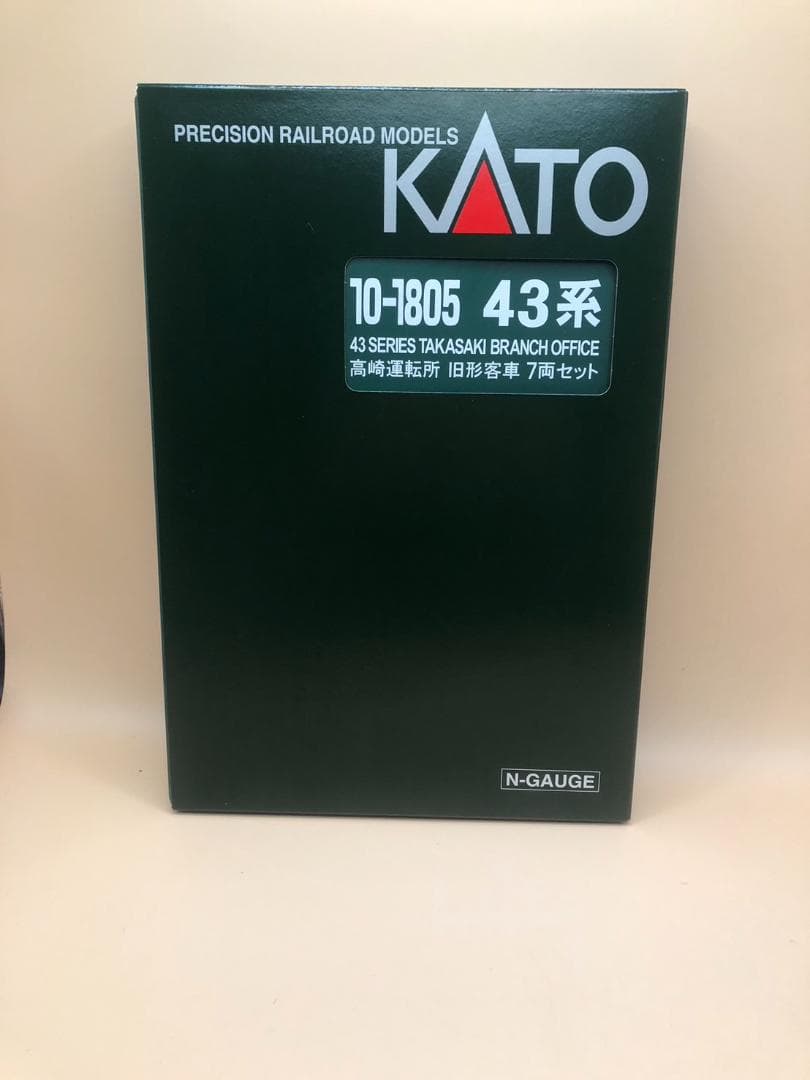 PRECISION RAILROAD MODELS
KATO
10-1805 43系
43 SERIES TAKASAKI BRANCH OFFICE
高崎運転所 旧形客車 7両セット
N-GAUGE